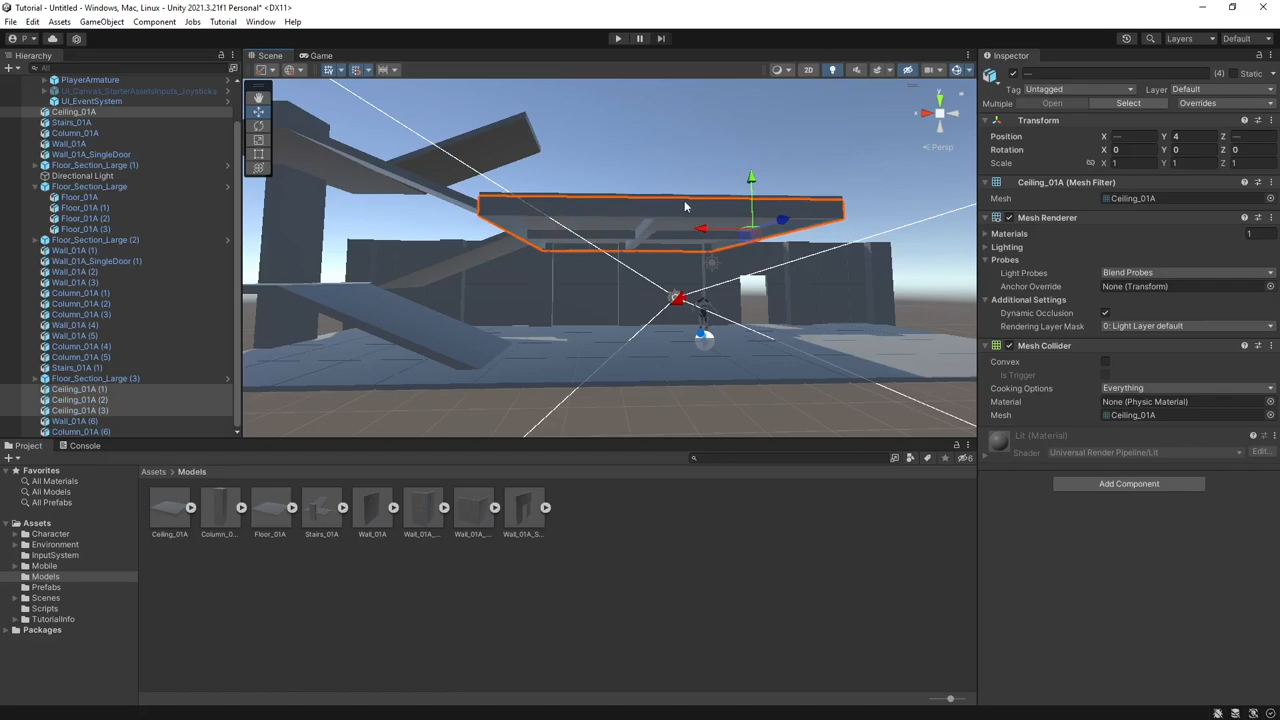 Tutorial - Untitled - Windows, Mac, Linux - Unity 2021.3.21f1 Personal* <DX11>
File Edit Assets GameObject Component Jobs Tutorial Window Help
P Layers Default
Hierarchy
All
PlayerArmature
UI_Canvas_StarterAssetsInputs_Joysticks
UI_EventSystem
Ceiling_01A
Stairs_01A
Column_01A
Wall_01A
Wall_01A_SingleDoor
Floor_Section_Large (1)
Directional Light
Floor_Section_Large
Floor_01A
Floor_01A (1)
Floor_01A (2)
Floor_01A (3)
Floor_Section_Large (2)
Wall_01A (1)
Wall_01A_SingleDoor (1)
Wall_01A (2)
Wall_01A (3)
Column_01A (1)
Column_01A (2)
Column_01A (3)
Wall_01A (4)
Wall_01A (5)
Column_01A (4)
Column_01A (5)
Stairs_01A (1)
Floor_Section_Large (3)
Ceiling_01A (1)
Ceiling_01A (2)
Ceiling_01A (3)
Wall_01A (6)
Column_01A (6)
Scene Game
2D
y
x
Persp
Inspector
— (4) Static
Tag Untagged Layer Default
Multiple Open Select Overrides
Transform
Position X — Y 4 Z —
Rotation X 0 Y 0 Z 0
Scale X 1 Y 1 Z 1
Ceiling_01A (Mesh Filter)
Mesh Ceiling_01A
Mesh Renderer
Materials 1
Lighting
Probes
Light Probes Blend Probes
Anchor Override None (Transform)
Additional Settings
Dynamic Occlusion
Rendering Layer Mask 0: Light Layer default
Mesh Collider
Convex
Is Trigger
Cooking Options Everything
Material None (Physic Material)
Mesh Ceiling_01A
Lit (Material)
Shader Universal Render Pipeline/Lit Edit...
Add Component
Project Console
6
Favorites
All Materials
All Models
All Prefabs
Assets
Character
Environment
InputSystem
Mobile
Models
Prefabs
Scenes
Scripts
TutorialInfo
Packages
Assets > Models
Ceiling_01A Column_0... Floor_01A Stairs_01A Wall_01A Wall_01A_... Wall_01A_... Wall_01A_S...